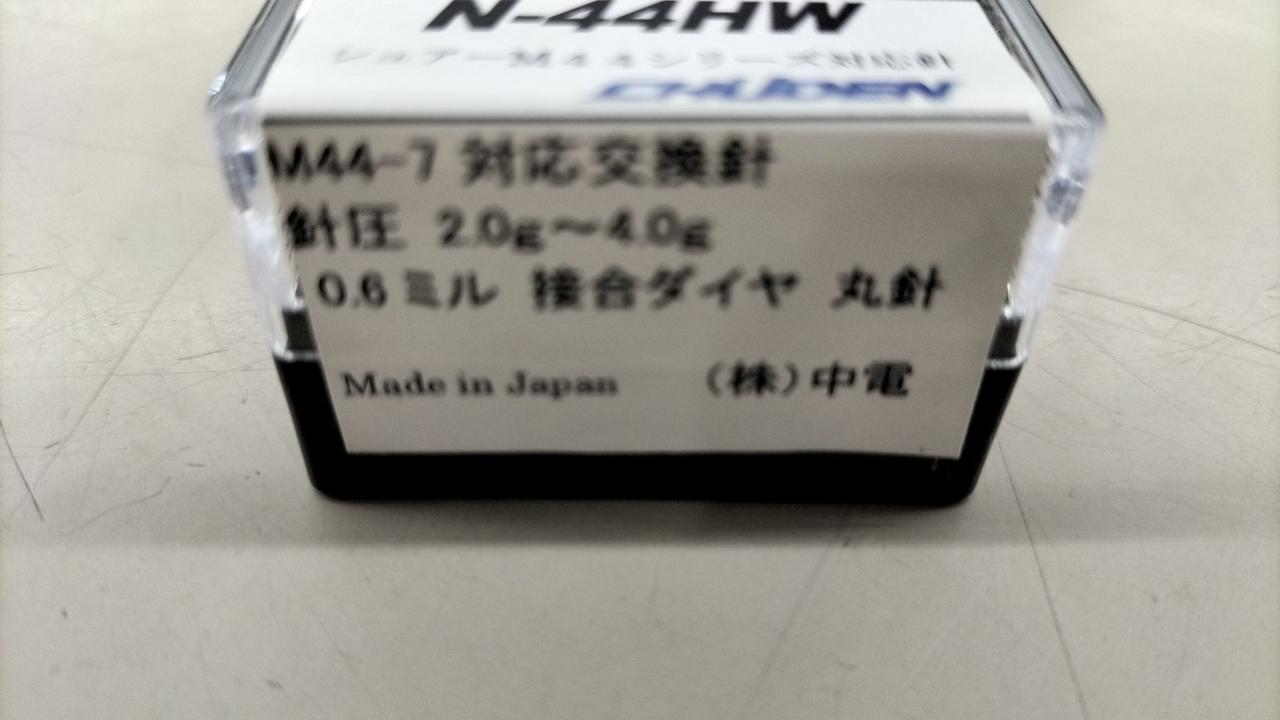 N-44HW
シュアーM44シリーズ対応針
CHUDEN
M44-7 対応交換針
針圧 2.0g～4.0g
0.6ミル 接合ダイヤ 丸針
Made in Japan （株）中電